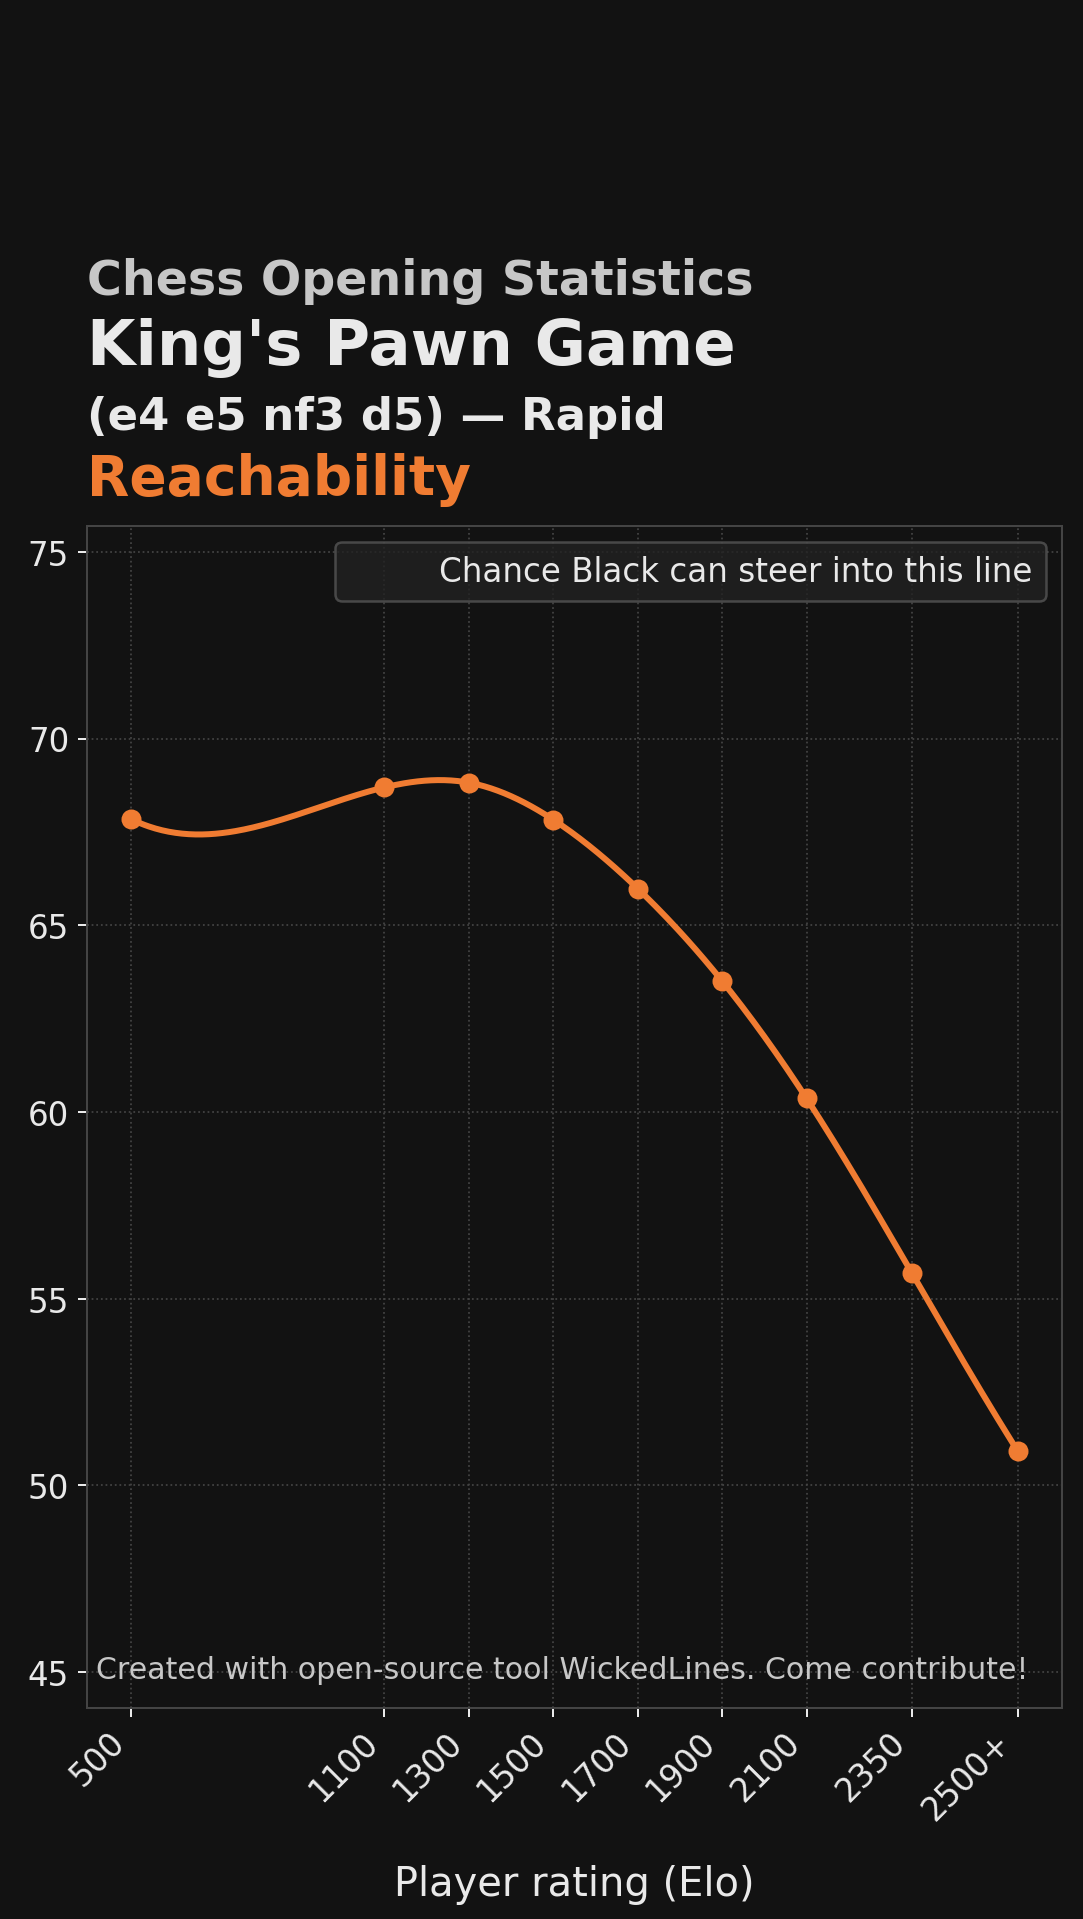 Chess Opening Statistics
King's Pawn Game
(e4 e5 nf3 d5) — Rapid
Reachability
75
Chance Black can steer into this line
70
65
60
55
50
45
Created with open-source tool WickedLines. Come contribute!
500
1100
1300
1500
1700
1900
2100
2350
2500+
Player rating (Elo)